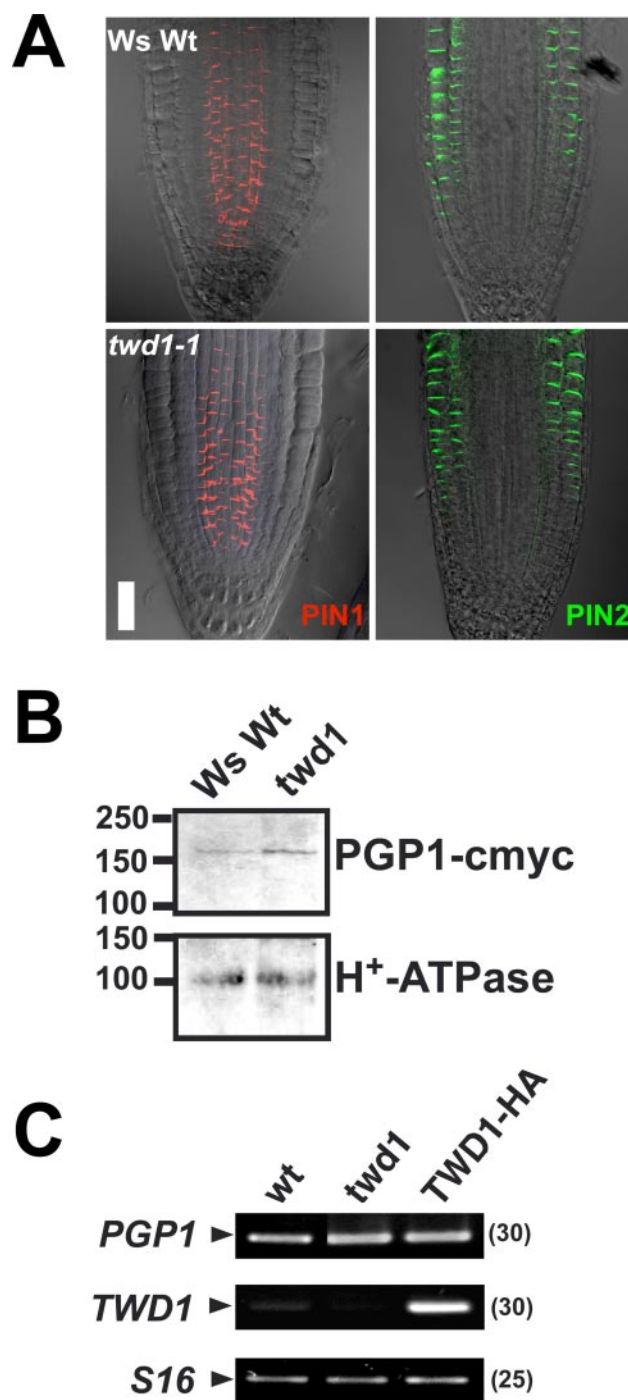 A
Ws Wt
twd1-1
PIN1
PIN2
B
Ws Wt
twd1
250
150
100
PGP1-cmyc
150
100
H⁺-ATPase
C
wt
twd1
TWD1-HA
PGP1 (30)
TWD1 (30)
S16 (25)